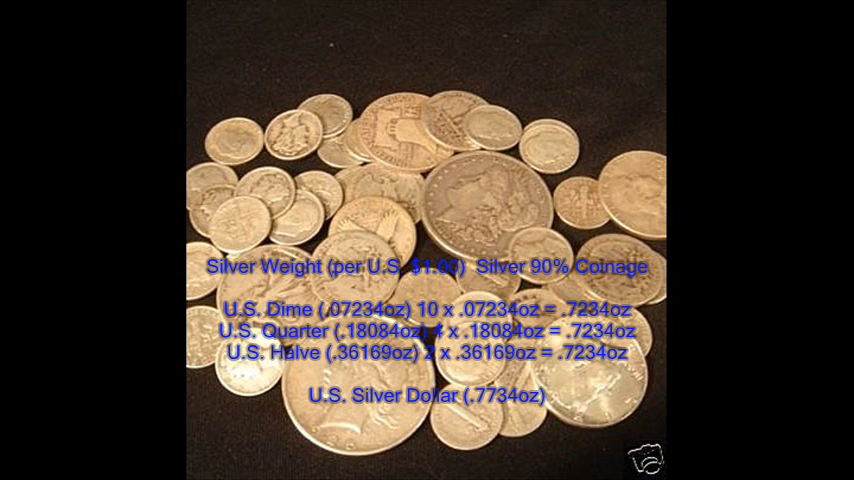 Silver Weight (per U.S. $1.00)  Silver 90% Coinage
U.S. Dime (.07234oz) 10 x .07234oz = .7234oz
U.S. Quarter (.18084oz) 4 x .18084oz = .7234oz
U.S. Halve (.36169oz) 2 x .36169oz = .7234oz
U.S. Silver Dollar (.7734oz)